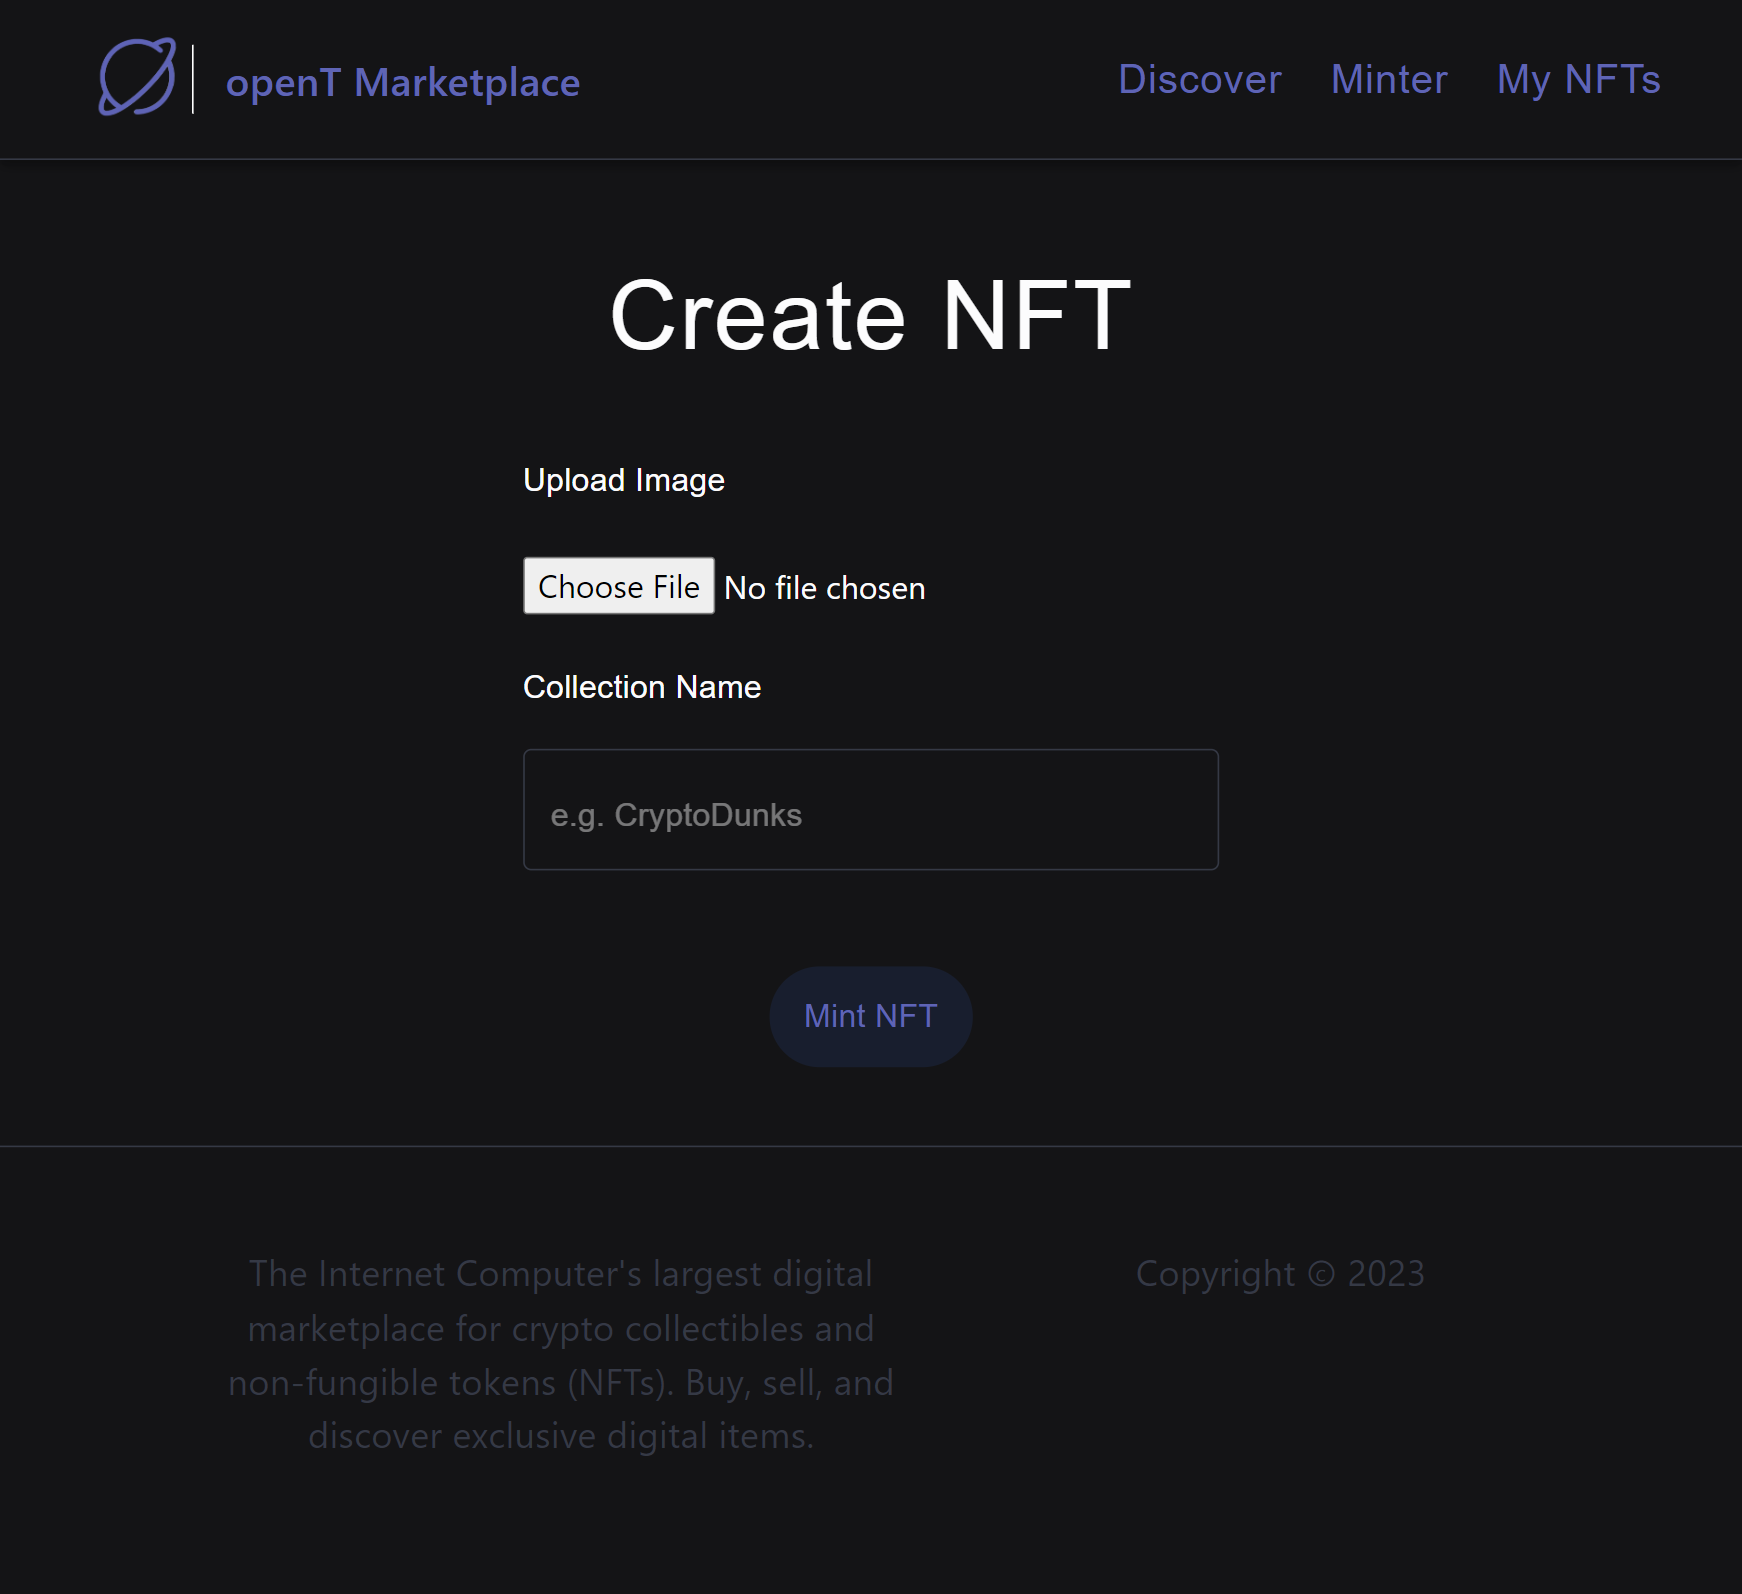 openT Marketplace
Discover Minter My NFTs
Create NFT
Upload Image
Choose File No file chosen
Collection Name
e.g. CryptoDunks
Mint NFT
The Internet Computer's largest digital
marketplace for crypto collectibles and
non-fungible tokens (NFTs). Buy, sell, and
discover exclusive digital items.
Copyright © 2023